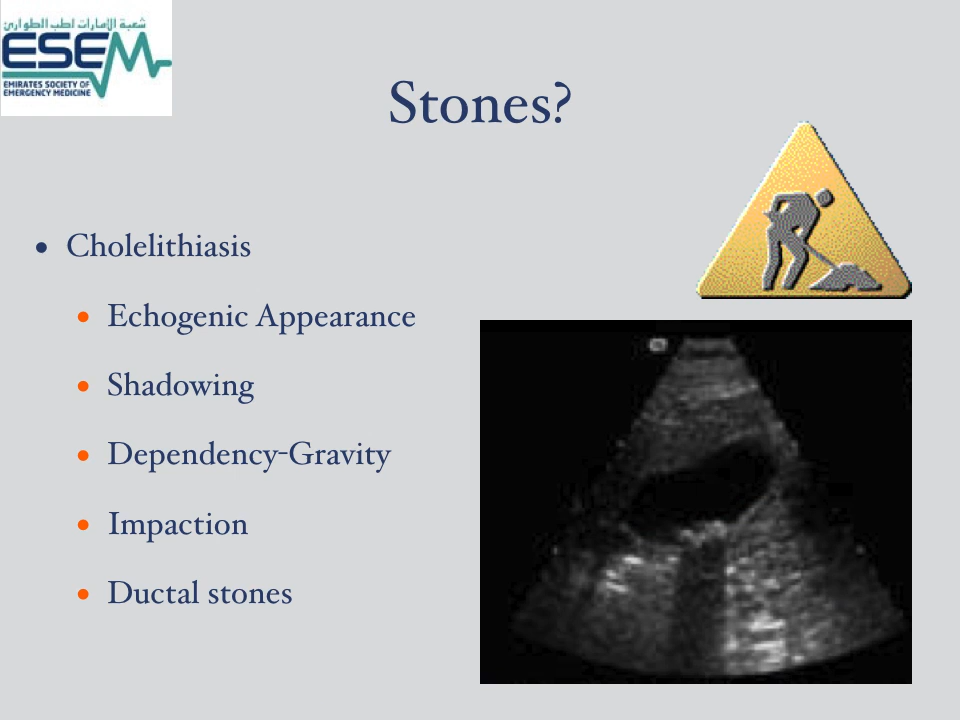 شعبة الامارات لطب الطوارئ
ESEM
EMIRATES SOCIETY OF
EMERGENCY MEDICINE
Stones?
• Cholelithiasis
• Echogenic Appearance
• Shadowing
• Dependency-Gravity
• Impaction
• Ductal stones